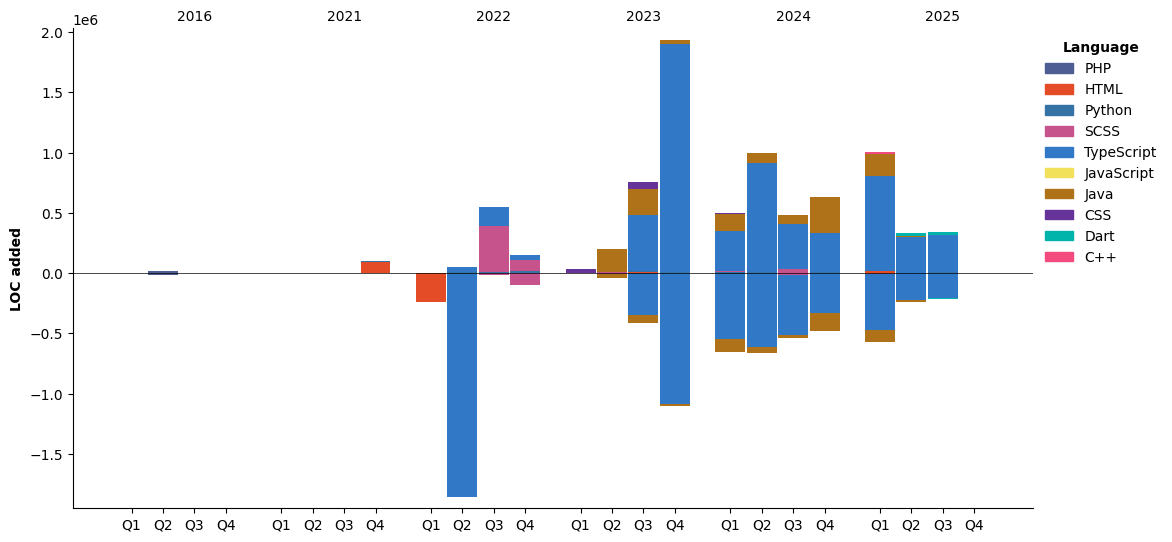 1e6
2016 2021 2022 2023 2024 2025
2.0
1.5
1.0
0.5
0.0
−0.5
−1.0
−1.5
LOC added
Q1 Q2 Q3 Q4 Q1 Q2 Q3 Q4 Q1 Q2 Q3 Q4 Q1 Q2 Q3 Q4 Q1 Q2 Q3 Q4 Q1 Q2 Q3 Q4
Language
PHP
HTML
Python
SCSS
TypeScript
JavaScript
Java
CSS
Dart
C++